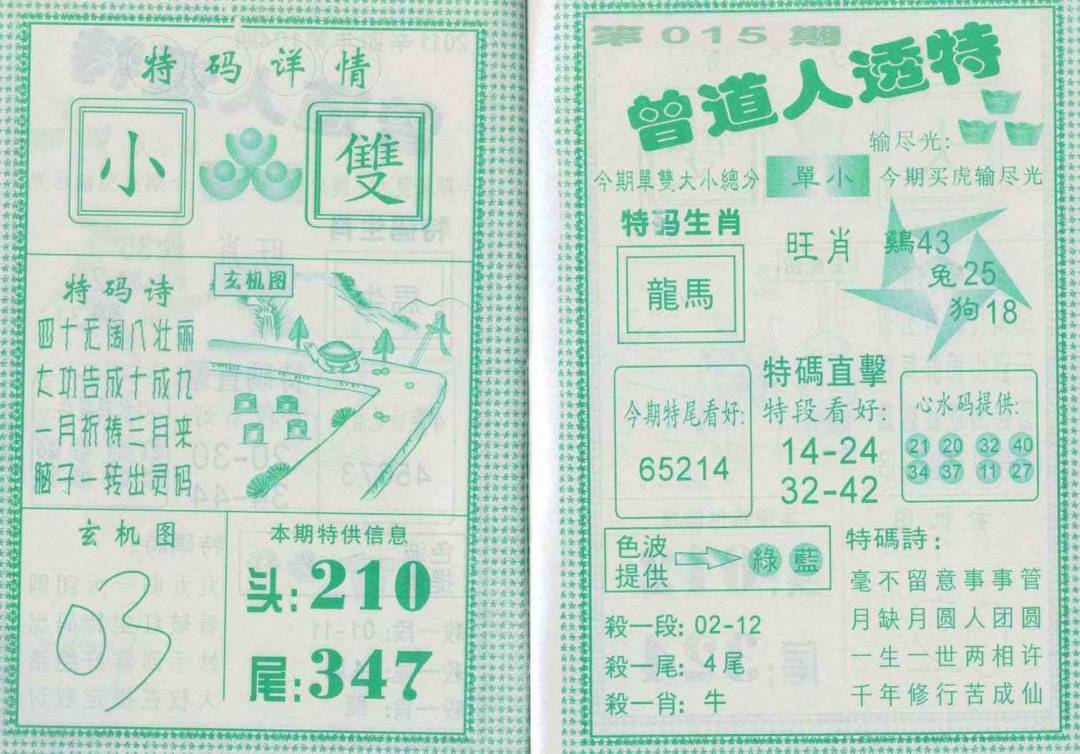 特码详情
小 雙
特码诗
四十无阔八壮丽
七功告成十成九
一月祈祷三月来
脑子一转出灵码
玄机图
玄机图
本期特供信息
头:210
尾:347
第015期
曾道人透特
输尽光:
今期單雙大小總分 單小 今期买虎输尽光
特码生肖
龍馬
旺肖
鷄43
兔25
狗18
今期特尾看好:
65214
特碼直擊
特段看好:
14-24
32-42
心水码提供:
21 20 32 40
34 37 11 27
色波
提供
綠 藍
殺一段: 02-12
殺一尾: 4尾
殺一肖: 牛
特碼詩:
毫不留意事事管
月缺月圆人团圆
一生一世两相许
千年修行苦成仙